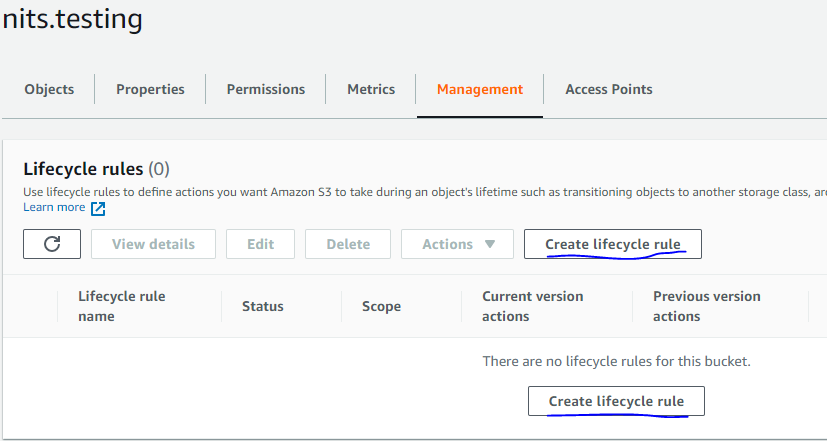 nits.testing
Objects Properties Permissions Metrics Management Access Points
Lifecycle rules (0)
Use lifecycle rules to define actions you want Amazon S3 to take during an object's lifetime such as transitioning objects to another storage class,
Learn more
View details Edit Delete Actions Create lifecycle rule
Lifecycle rule name Status Scope Current version actions Previous version actions
There are no lifecycle rules for this bucket.
Create lifecycle rule